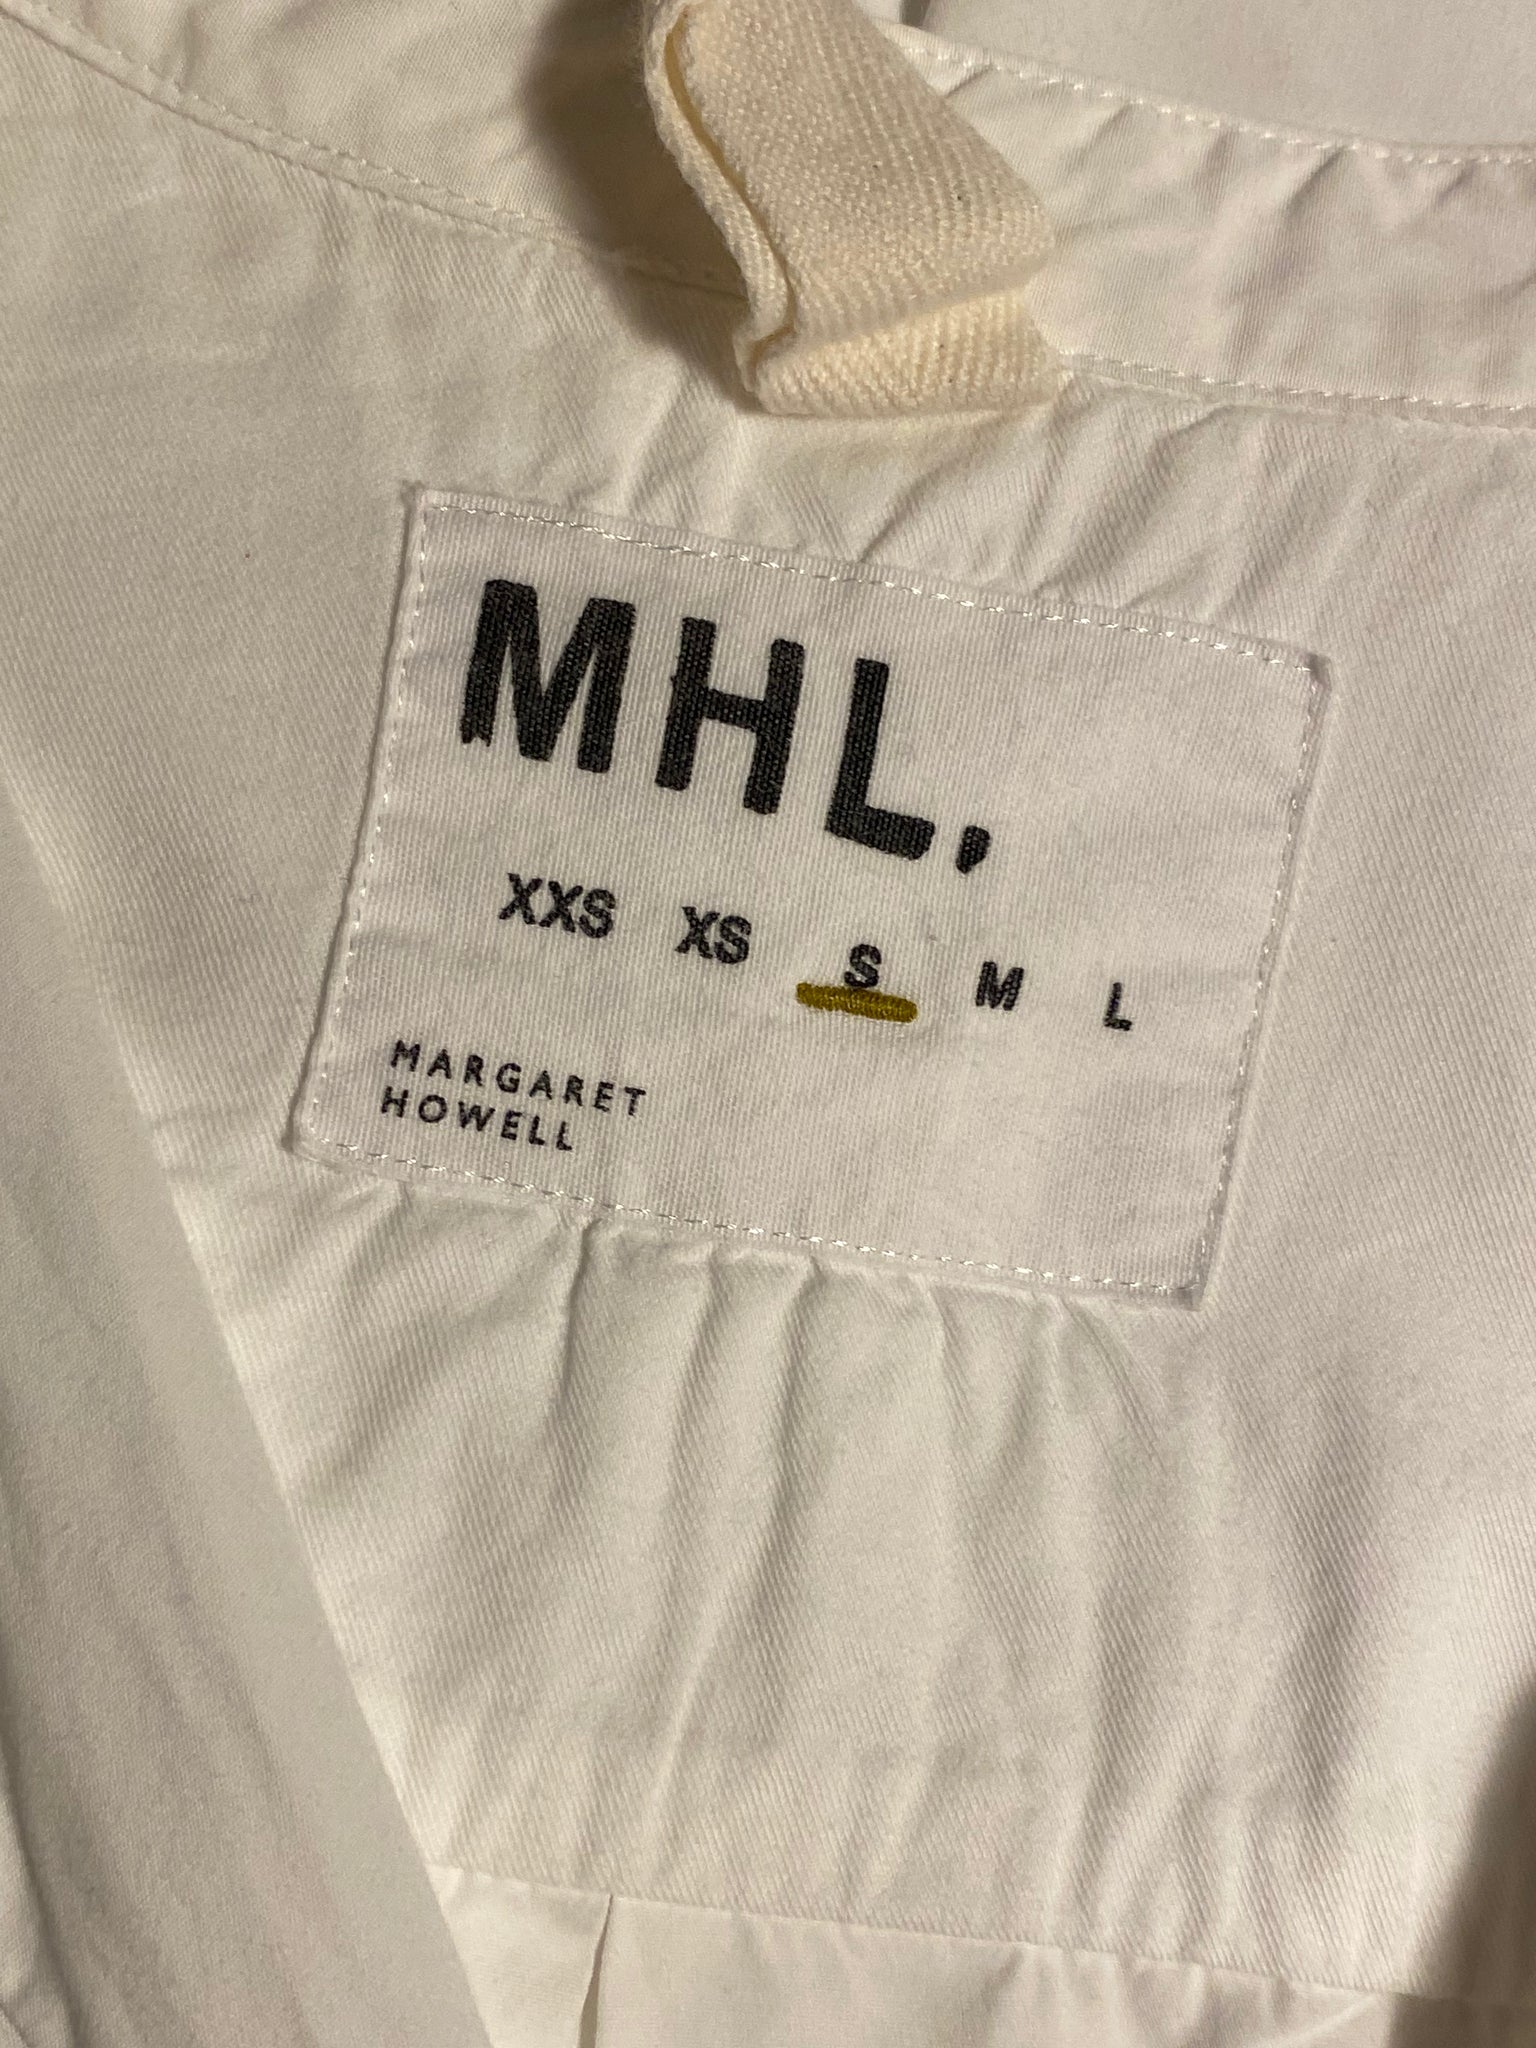 MHL.
XXS XS S M L
MARGARET
HOWELL